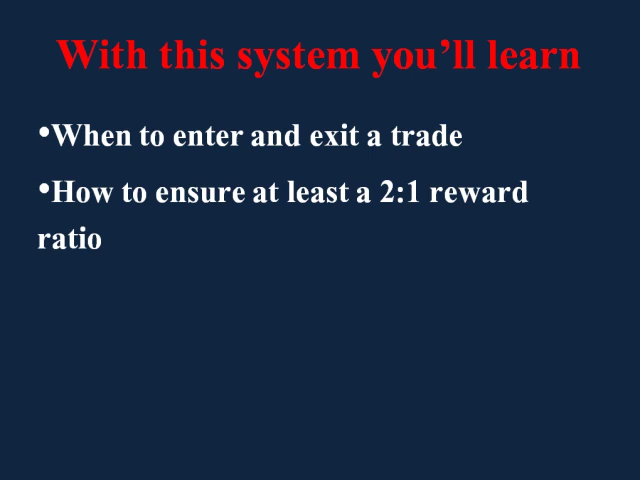 With this system you’ll learn
•When to enter and exit a trade
•How to ensure at least a 2:1 reward
ratio